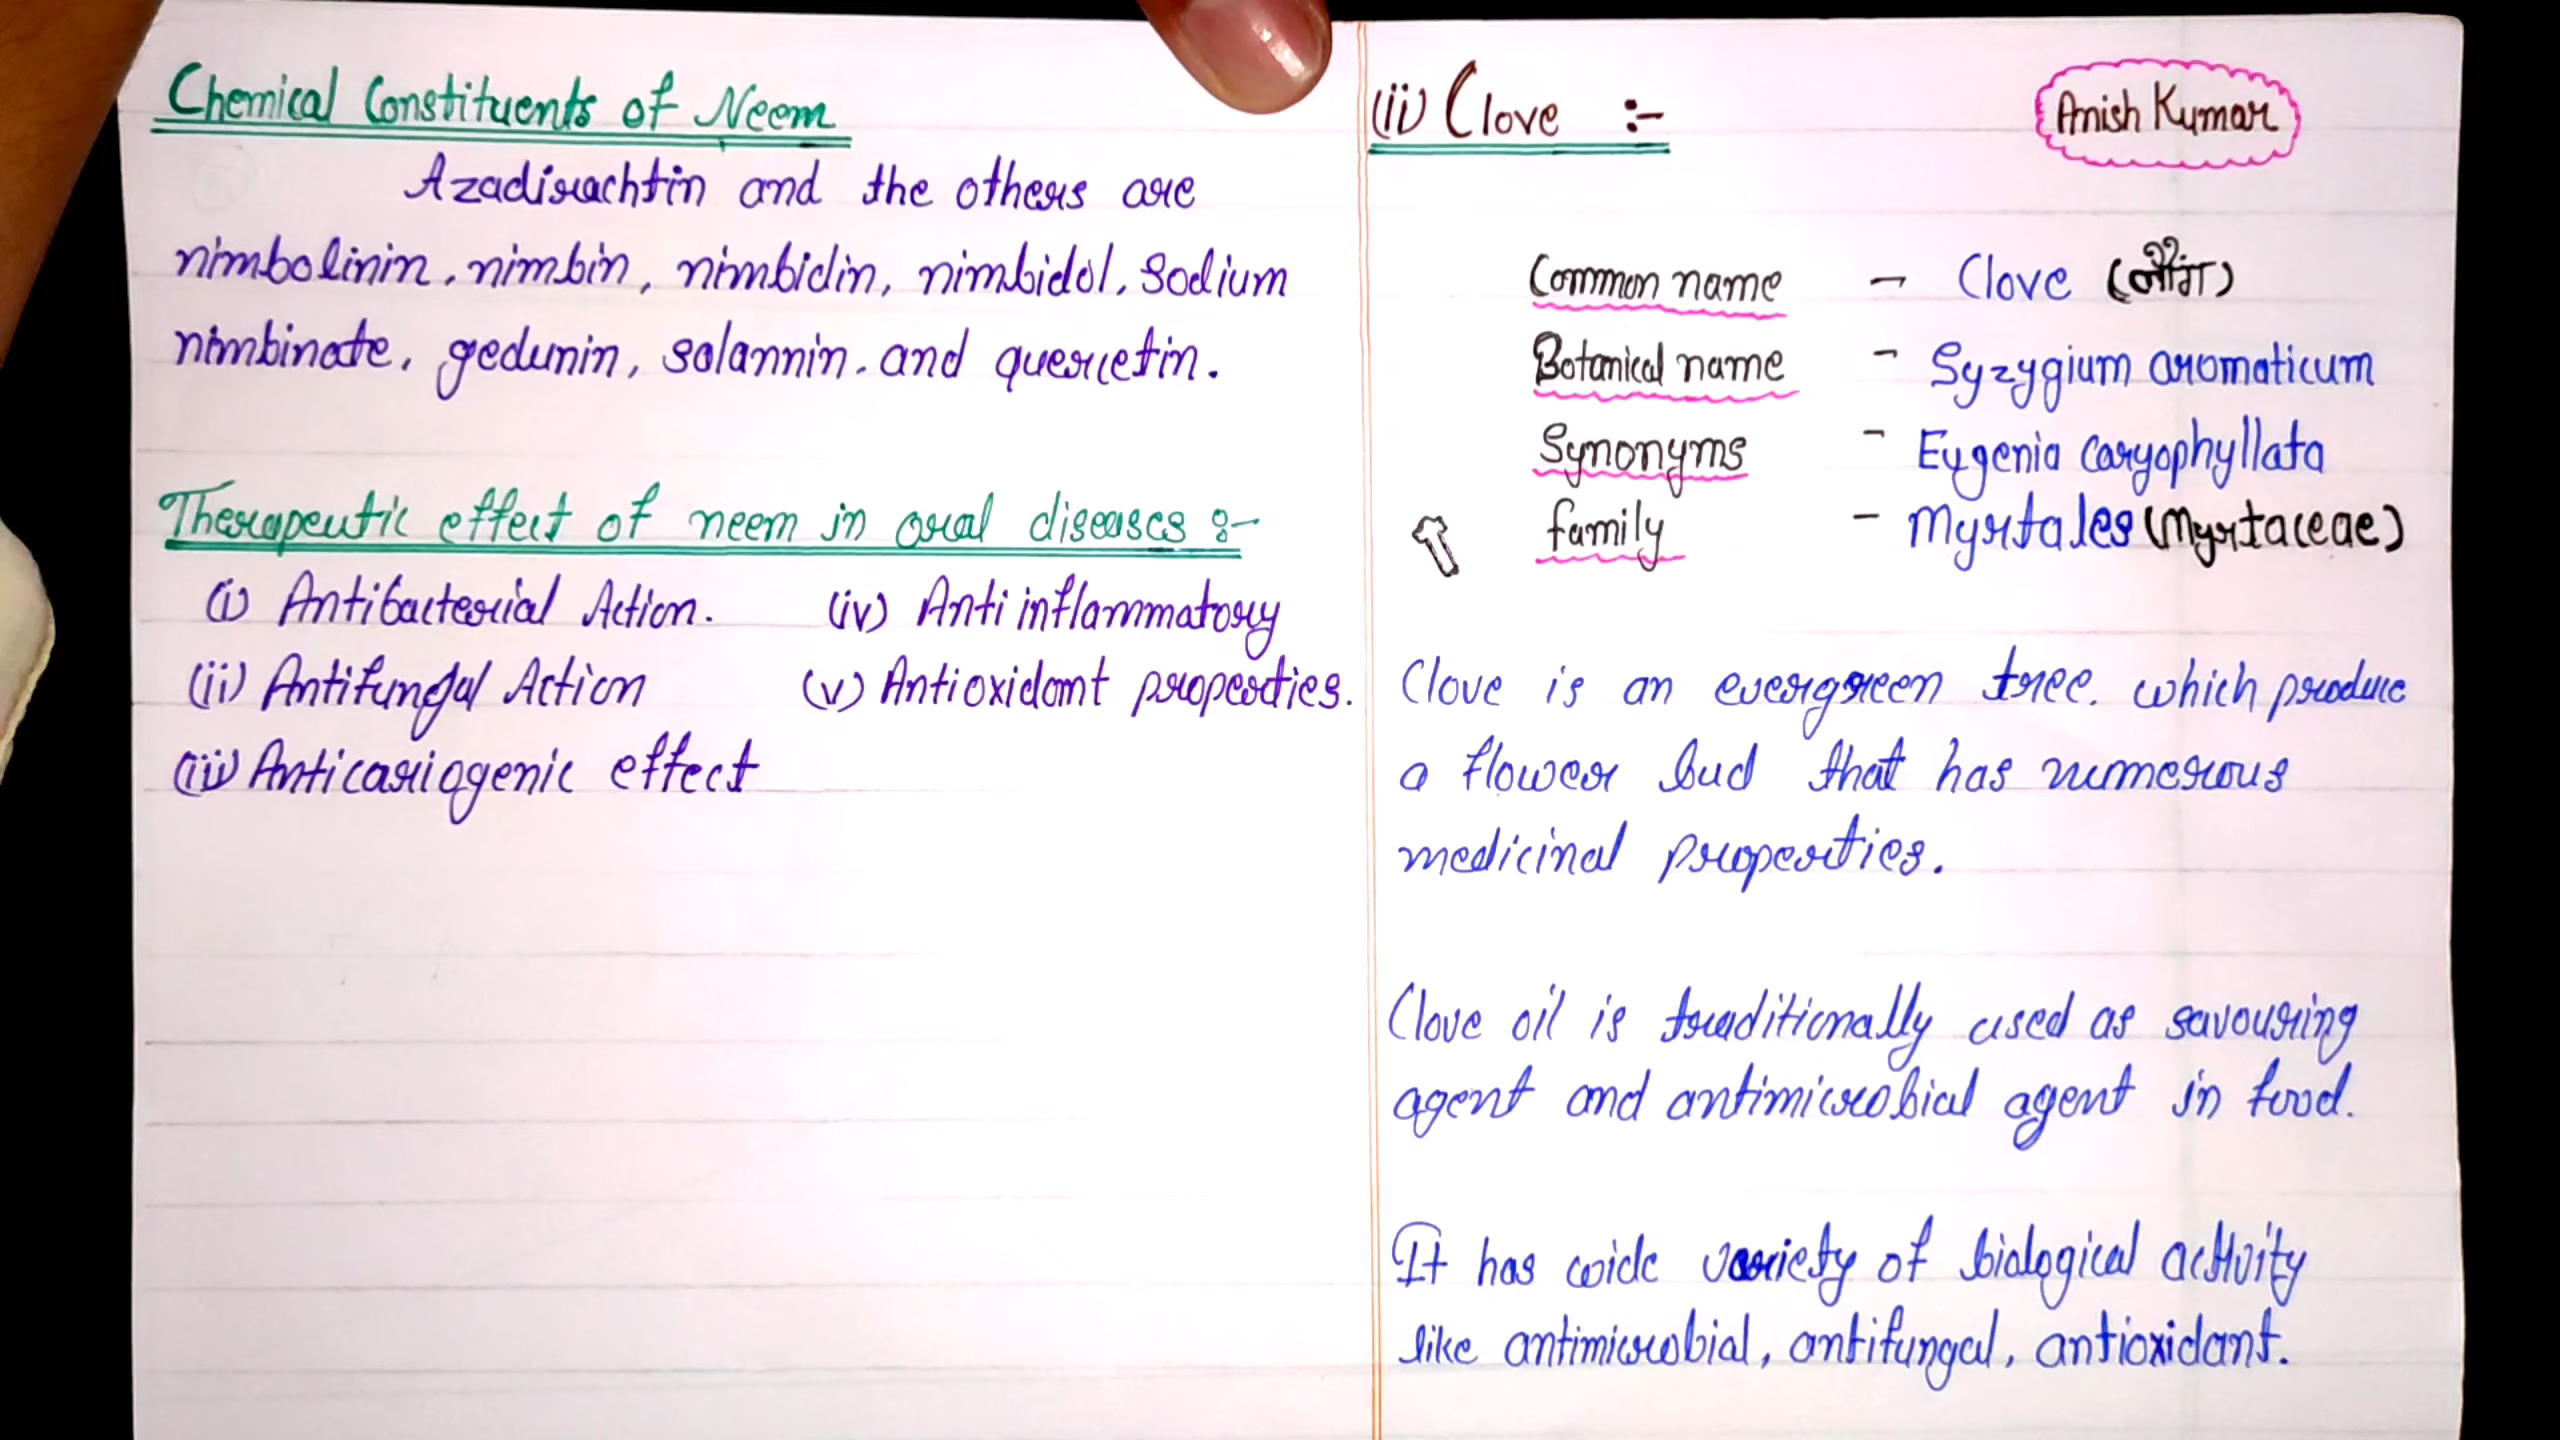 Chemical Constituents of Neem
Azadirachtin and the others are
nimbolinin, nimbin, nimbidin, nimbidol, Sodium
nimbinate, gedunin, salannin, and quercetin.
Therapeutic effect of neem in oral diseases :-
(i) Antibacterial Action.
(ii) Antifungal Action
(iii) Anticariogenic effect
(iv) Anti inflammatory
(v) Antioxidant properties.
(ii) Clove :-
Anish Kumar
Common name - Clove (लौंग)
Botanical name - Syzygium aromaticum
Synonyms - Eugenia caryophyllata
family - Myrtales (Myrtaceae)
Clove is an evergreen tree. which produce
a flower bud that has numerous
medicinal properties.
Clove oil is traditionally used as savouring
agent and antimicrobial agent in food.
It has wide variety of biological activity
like antimicrobial, antifungal, antioxidant.